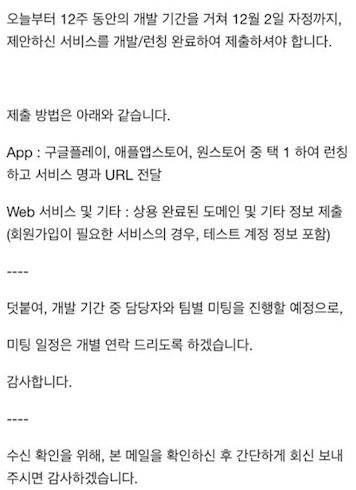 오늘부터 12주 동안의 개발 기간을 거쳐 12월 2일 자정까지,
제안하신 서비스를 개발/런칭 완료하여 제출하셔야 합니다.
제출 방법은 아래와 같습니다.
App : 구글플레이, 애플앱스토어, 원스토어 중 택 1 하여 런칭
하고 서비스 명과 URL 전달
Web 서비스 및 기타 : 상용 완료된 도메인 및 기타 정보 제출
(회원가입이 필요한 서비스의 경우, 테스트 계정 정보 포함)
----
덧붙여, 개발 기간 중 담당자와 팀별 미팅을 진행할 예정으로,
미팅 일정은 개별 연락 드리도록 하겠습니다.
감사합니다.
----
수신 확인을 위해, 본 메일을 확인하신 후 간단하게 회신 보내
주시면 감사하겠습니다.